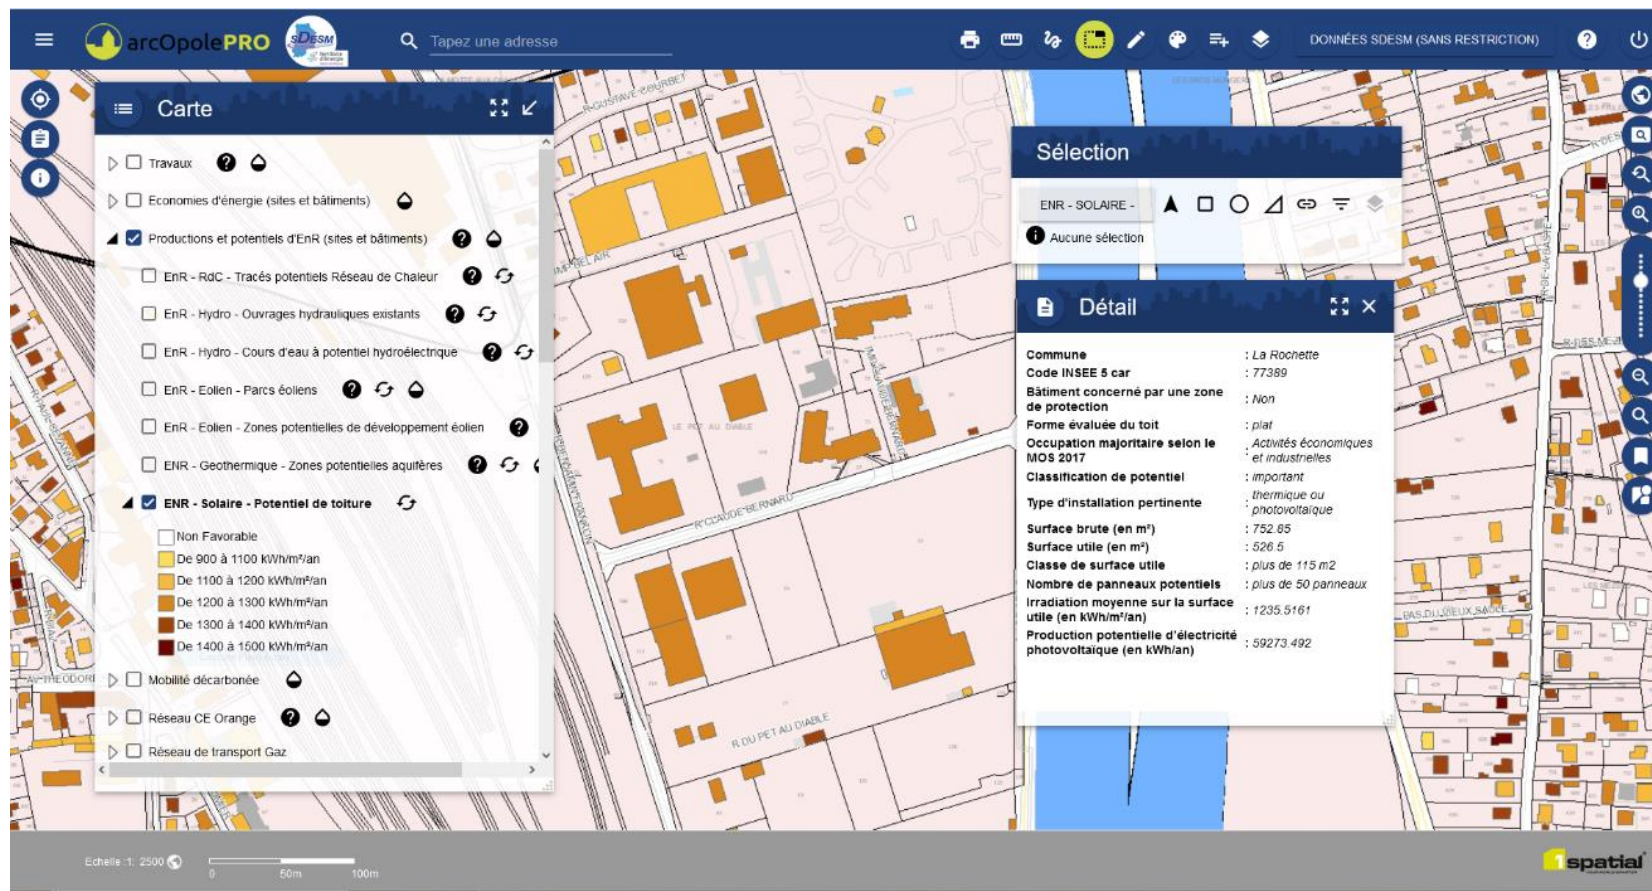 arcOpolePRO
SDESM
Tapez une adresse
DONNÉES SDESM (SANS RESTRICTION)
Carte
Travaux
Economies d'énergie (sites et bâtiments)
Productions et potentiels d'EnR (sites et bâtiments)
EnR - RdC - Tracés potentiels Réseau de Chaleur
EnR - Hydro - Ouvrages hydrauliques existants
EnR - Hydro - Cours d'eau à potentiel hydroélectrique
EnR - Eolien - Parcs éoliens
EnR - Eolien - Zones potentielles de développement éolien
ENR - Geothermique - Zones potentielles aquifères
ENR - Solaire - Potentiel de toiture
Non Favorable
De 900 à 1100 kWh/m²/an
De 1100 à 1200 kWh/m²/an
De 1200 à 1300 kWh/m²/an
De 1300 à 1400 kWh/m²/an
De 1400 à 1500 kWh/m²/an
Mobilité décarbonée
Réseau CE Orange
Réseau de transport Gaz
R GUSTAVE COURBET
BEL AIR
LE PET AU DIABLE
R CLAUDE BERNARD
R DU PET AU DIABLE
AV THEODORE
Sélection
ENR - SOLAIRE -
Aucune sélection
Détail
Commune : La Rochette
Code INSEE 5 car : 77389
Bâtiment concerné par une zone
de protection : Non
Forme évaluée du toit : plat
Occupation majoritaire selon le
MOS 2017 : Activités économiques
et industrielles
Classification de potentiel : important
Type d'installation pertinente : thermique ou
photovoltaïque
Surface brute (en m²) : 752.85
Surface utile (en m²) : 526.5
Classe de surface utile : plus de 115 m2
Nombre de panneaux potentiels : plus de 50 panneaux
Irradiation moyenne sur la surface
utile (en kWh/m²/an) : 1235.5161
Production potentielle d'électricité
photovoltaïque (en kWh/an) : 59273.492
Echelle :1: 2500
0 50m 100m
1spatial